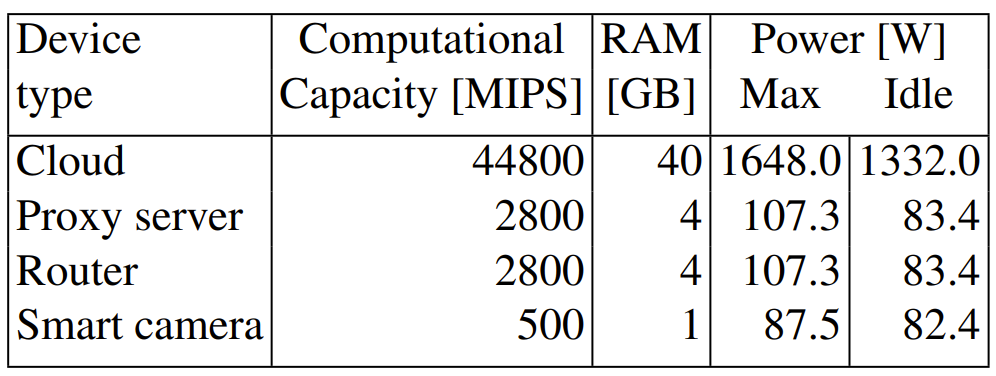 Device Computational RAM Power [W]
type Capacity [MIPS] [GB] Max Idle
Cloud 44800 40 1648.0 1332.0
Proxy server 2800 4 107.3 83.4
Router 2800 4 107.3 83.4
Smart camera 500 1 87.5 82.4